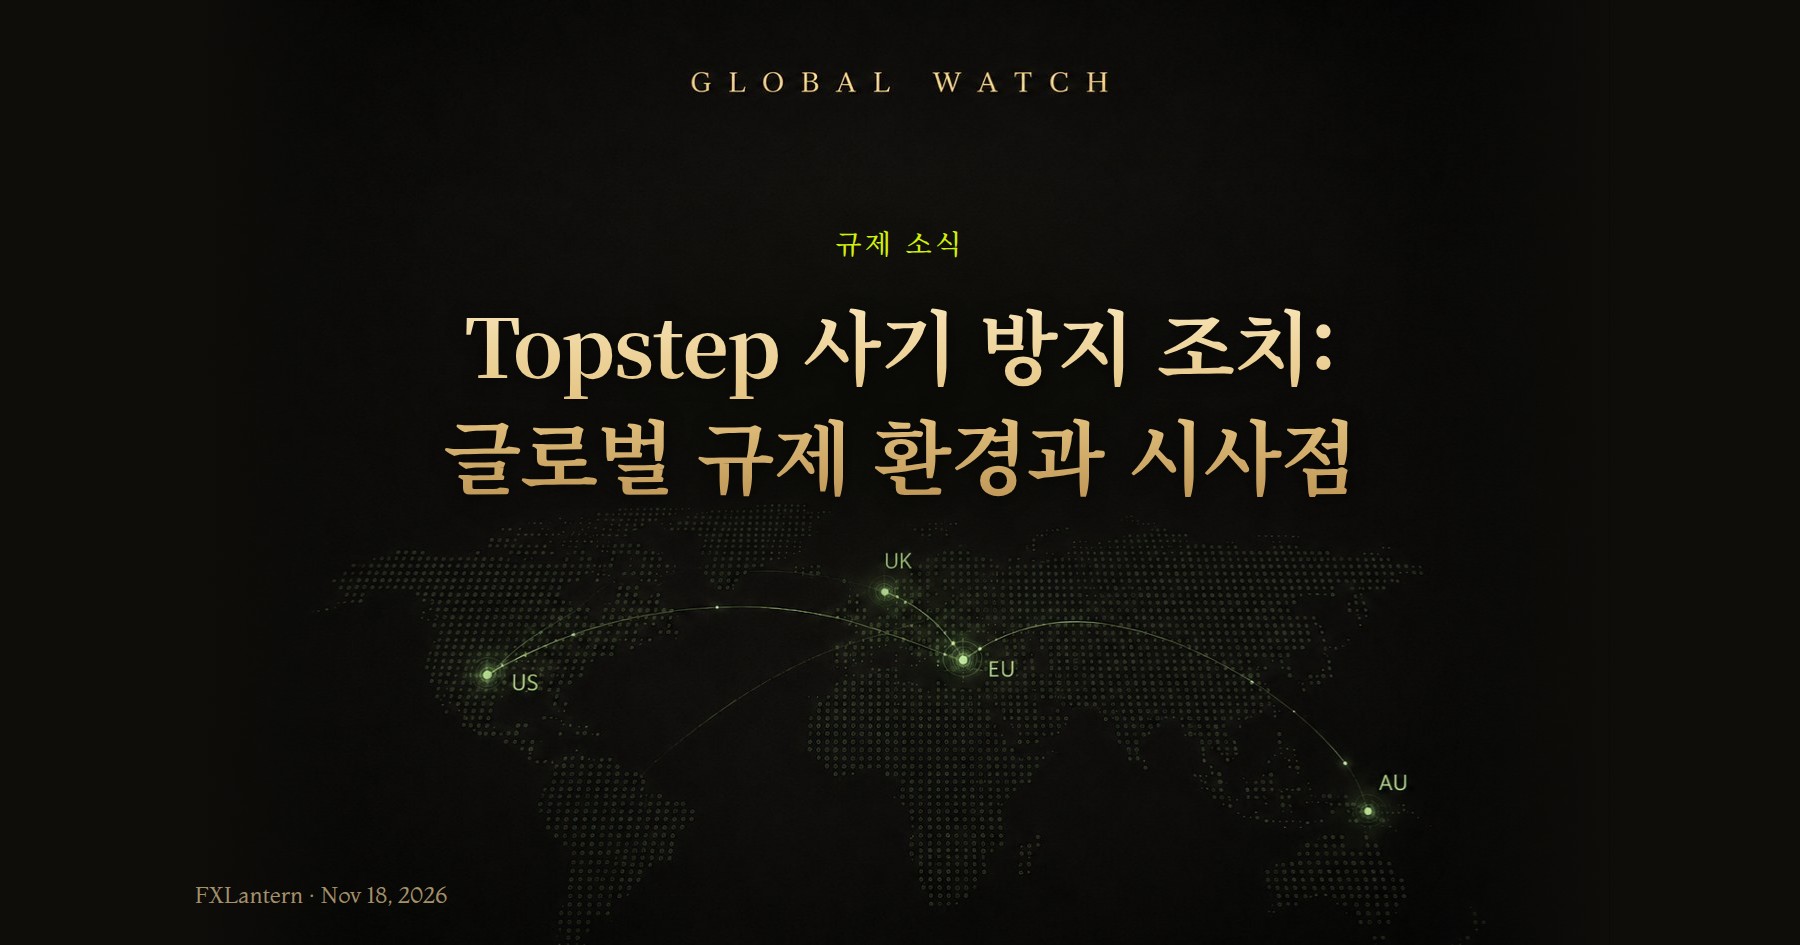 GLOBAL WATCH
규제 소식
Topstep 사기 방지 조치:
글로벌 규제 환경과 시사점
UK
US
EU
AU
FXLantern · Nov 18, 2026